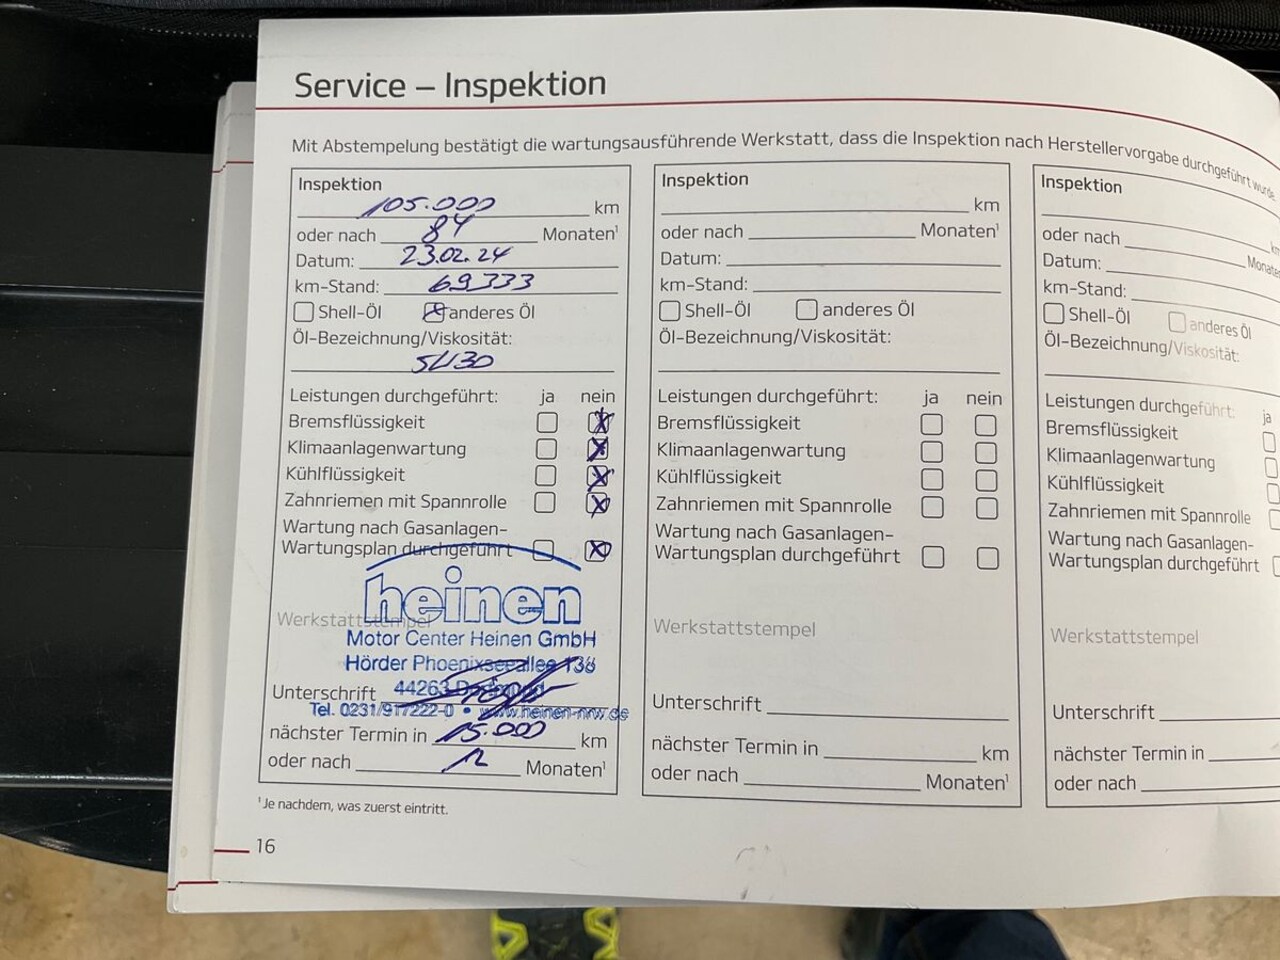 Service – Inspektion
Mit Abstempelung bestätigt die wartungsausführende Werkstatt, dass die Inspektion nach Herstellervorgabe durchgeführt wurde.
Inspektion
105.000 km
oder nach 84 Monaten¹
Datum: 23.02.24
km-Stand: 69333
Shell-Öl anderes Öl
Öl-Bezeichnung/Viskosität:
5W30
Leistungen durchgeführt: ja nein
Bremsflüssigkeit
Klimaanlagenwartung
Kühlflüssigkeit
Zahnriemen mit Spannrolle
Wartung nach Gasanlagen-
Wartungsplan durchgeführt
heinen
Werkstattstempel
Motor Center Heinen GmbH
Hörder Phoenixseeallee 136
Unterschrift 44263 Dortmund
Tel. 0231/917222-0 • www.heinen-nrw.de
nächster Termin in 15.000 km
oder nach 12 Monaten¹
Inspektion
km
oder nach Monaten¹
Datum:
km-Stand:
Shell-Öl anderes Öl
Öl-Bezeichnung/Viskosität:
Leistungen durchgeführt: ja nein
Bremsflüssigkeit
Klimaanlagenwartung
Kühlflüssigkeit
Zahnriemen mit Spannrolle
Wartung nach Gasanlagen-
Wartungsplan durchgeführt
Werkstattstempel
Unterschrift
nächster Termin in km
oder nach Monaten¹
Inspektion
km
oder nach Monaten
Datum:
km-Stand:
Shell-Öl anderes Öl
Öl-Bezeichnung/Viskosität:
Leistungen durchgeführt: ja
Bremsflüssigkeit
Klimaanlagenwartung
Kühlflüssigkeit
Zahnriemen mit Spannrolle
Wartung nach Gasanlagen-
Wartungsplan durchgeführt
Werkstattstempel
Unterschrift
nächster Termin in
oder nach
¹ Je nachdem, was zuerst eintritt.
16